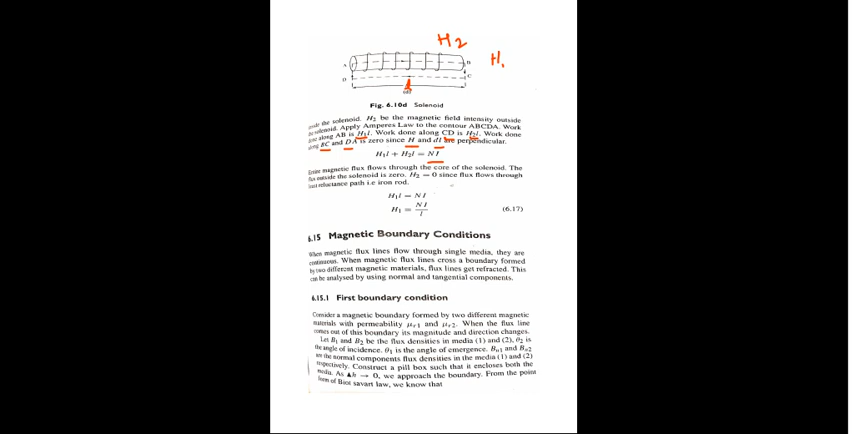 H2
H1
A
B
D
C
Fig. 6.10d Solenoid
inside the solenoid. H₂ be the magnetic field intensity outside
the solenoid. Apply Amperes Law to the contour ABCDA. Work
done along AB is H₁l. Work done along CD is H₂l. Work done
along BC and DA is zero since H and dl are perpendicular.
H₁l + H₂l = NI
Entire magnetic flux flows through the core of the solenoid. The
flux outside the solenoid is zero. H₂ = 0 since flux flows through
least reluctance path i.e iron rod.
H₁l = NI
H₁ = NI / l (6.17)
6.15 Magnetic Boundary Conditions
When magnetic flux lines flow through single media, they are
continuous. When magnetic flux lines cross a boundary formed
by two different magnetic materials, flux lines get refracted. This
can be analysed by using normal and tangential components.
6.15.1 First boundary condition
Consider a magnetic boundary formed by two different magnetic
materials with permeability μr1 and μr2. When the flux line
comes out of this boundary its magnitude and direction changes.
Let B₁ and B₂ be the flux densities in media (1) and (2), θ₂ is
the angle of incidence. θ₁ is the angle of emergence. Bn1 and Bn2
are the normal components flux densities in the media (1) and (2)
respectively. Construct a pill box such that it encloses both the
media. As ▲h → 0, we approach the boundary. From the point
form of Biot savart law, we know that